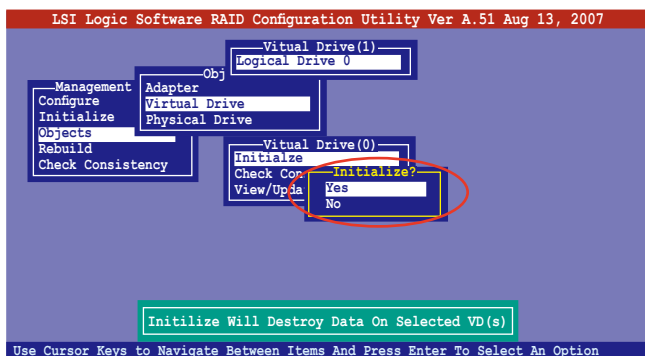 LSI Logic Software RAID Configuration Utility Ver A.51 Aug 13, 2007
Vitual Drive(1)
Logical Drive 0
Obj
Adapter
Virtual Drive
Physical Drive
Management
Configure
Initialize
Objects
Rebuild
Check Consistency
Vitual Drive(0)
Initialze
Check Con
View/Upda
Initialize?
Yes
No
Initilize Will Destroy Data On Selected VD(s)
Use Cursor Keys to Navigate Between Items And Press Enter To Select An Option